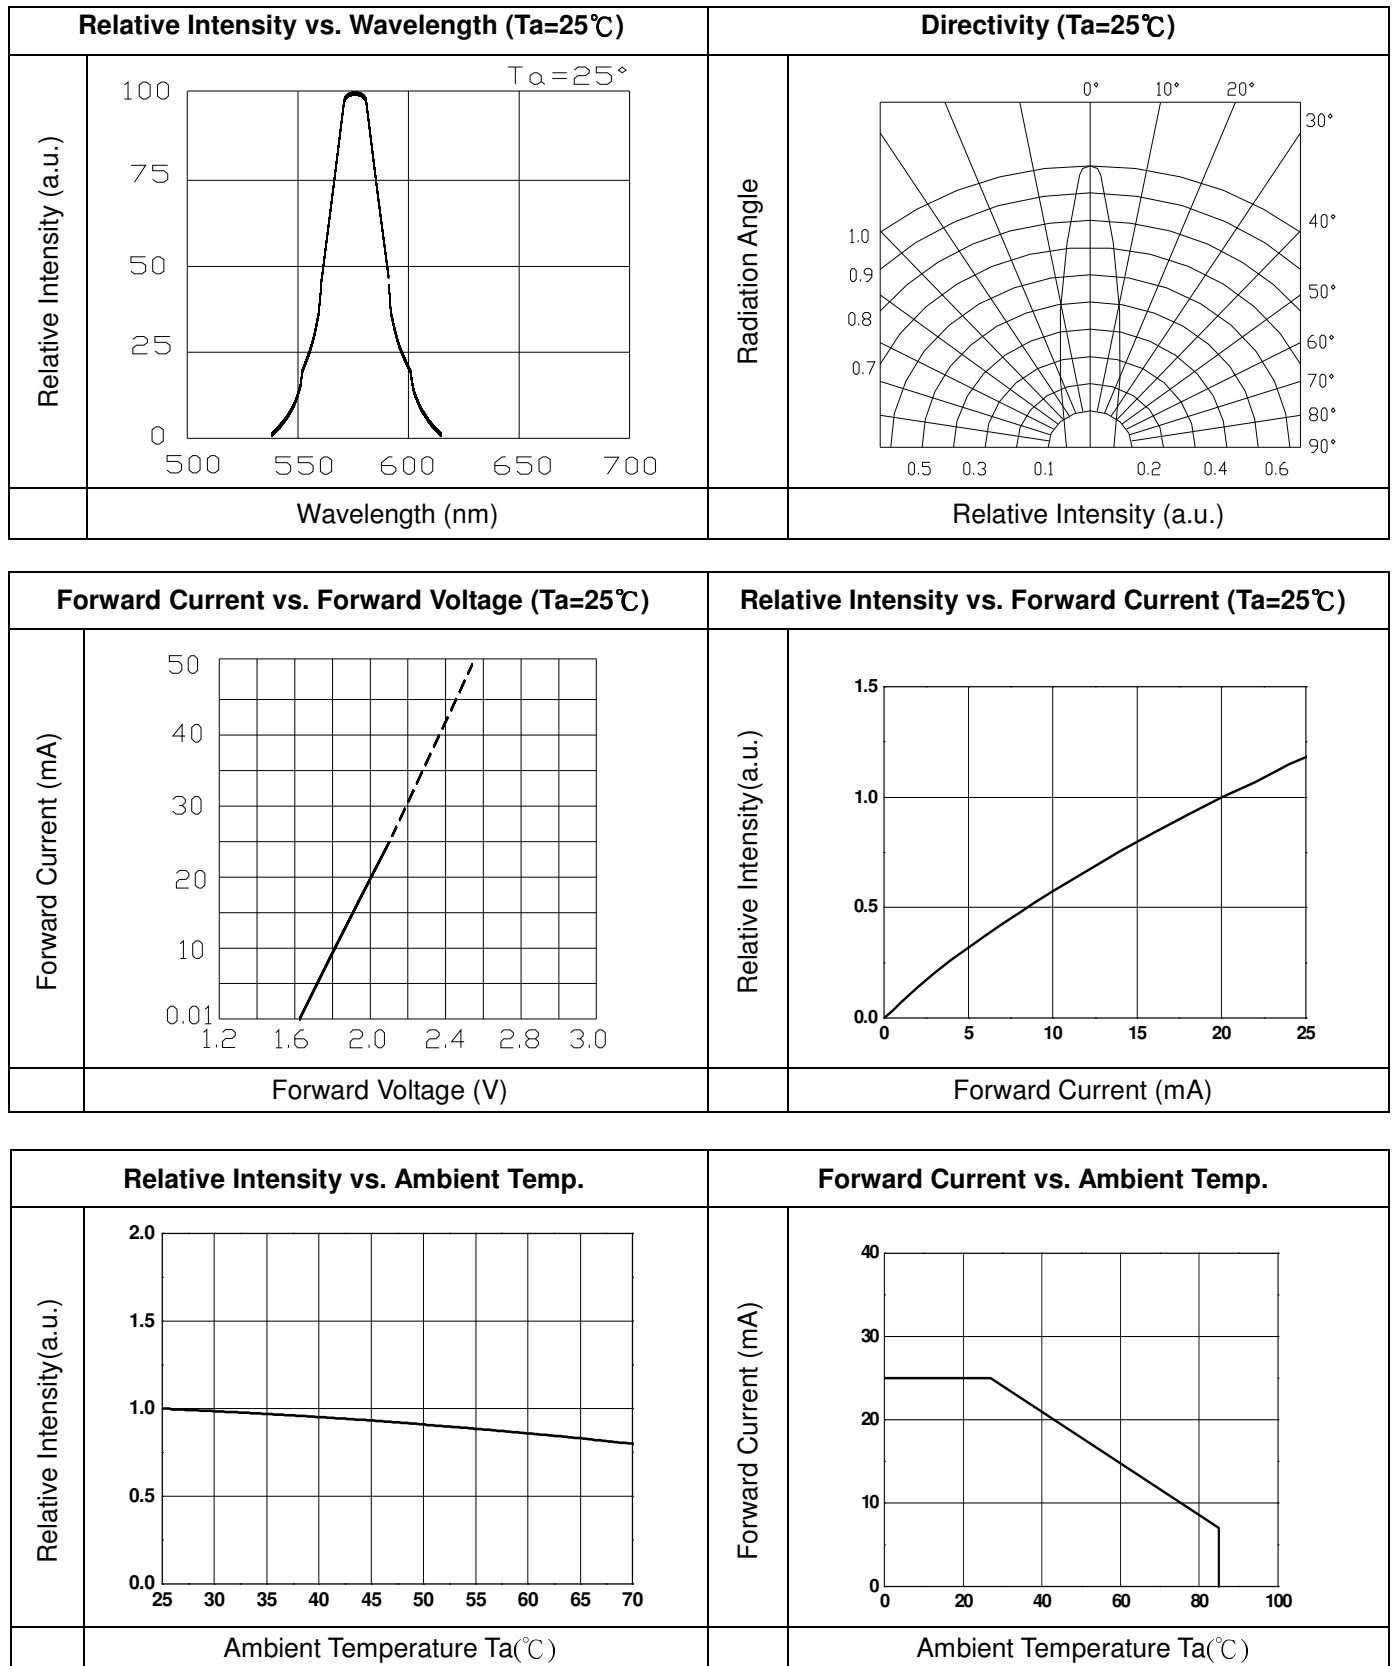 Relative Intensity vs. Wavelength (Ta=25℃)
Directivity (Ta=25℃)
Relative Intensity (a.u.)
Ta=25°
100
75
50
25
0
500 550 600 650 700
Wavelength (nm)
Radiation Angle
0° 10° 20°
30°
40°
50°
60°
70°
80°
90°
1.0
0.9
0.8
0.7
0.5 0.3 0.1 0.2 0.4 0.6
Relative Intensity (a.u.)
Forward Current vs. Forward Voltage (Ta=25℃)
Relative Intensity vs. Forward Current (Ta=25℃)
Forward Current (mA)
50
40
30
20
10
0.01
1.2 1.6 2.0 2.4 2.8 3.0
Forward Voltage (V)
Relative Intensity(a.u.)
1.5
1.0
0.5
0.0
0 5 10 15 20 25
Forward Current (mA)
Relative Intensity vs. Ambient Temp.
Forward Current vs. Ambient Temp.
Relative Intensity(a.u.)
2.0
1.5
1.0
0.5
0.0
25 30 35 40 45 50 55 60 65 70
Ambient Temperature Ta(℃)
Forward Current (mA)
40
30
20
10
0
0 20 40 60 80 100
Ambient Temperature Ta(℃)